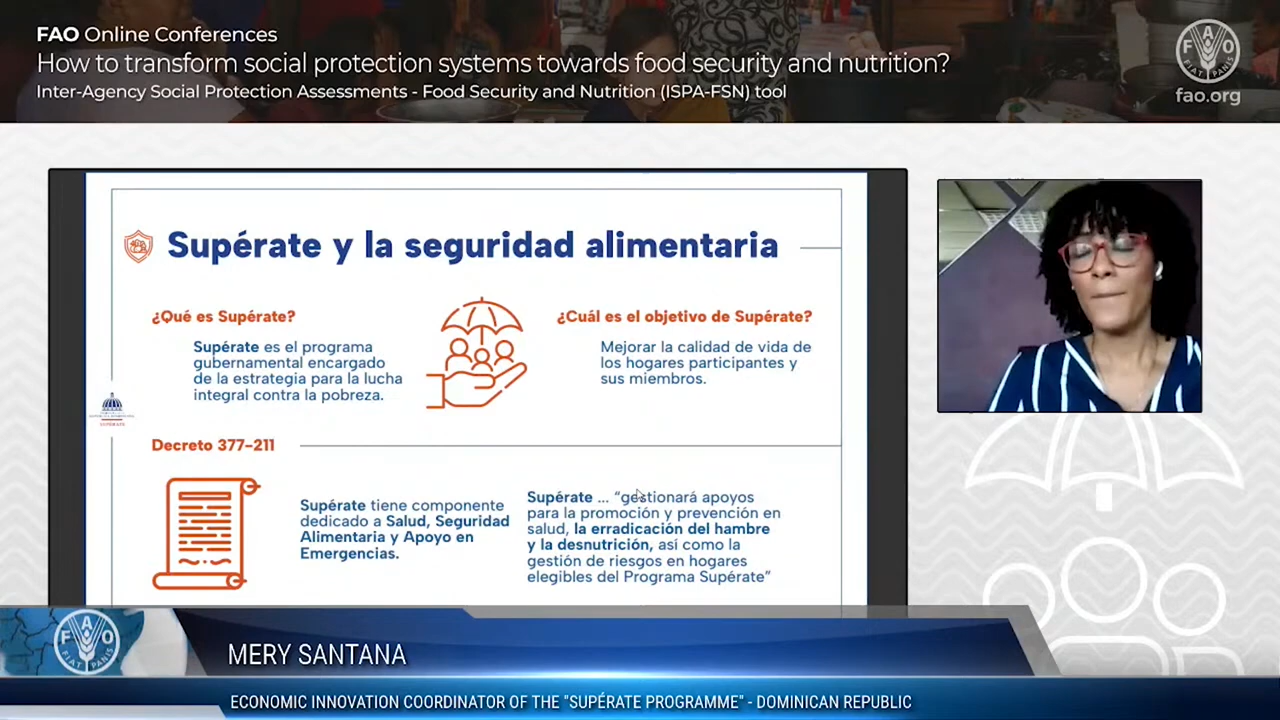 FAO Online Conferences
How to transform social protection systems towards food security and nutrition?
Inter-Agency Social Protection Assessments - Food Security and Nutrition (ISPA-FSN) tool
FAO
FIAT PANIS
fao.org
Supérate y la seguridad alimentaria
¿Qué es Supérate?
Supérate es el programa
gubernamental encargado
de la estrategia para la lucha
integral contra la pobreza.
¿Cuál es el objetivo de Supérate?
Mejorar la calidad de vida de
los hogares participantes y
sus miembros.
Decreto 377-211
Supérate tiene componente
dedicado a Salud, Seguridad
Alimentaria y Apoyo en
Emergencias.
Supérate ... “gestionará apoyos
para la promoción y prevención en
salud, la erradicación del hambre
y la desnutrición, así como la
gestión de riesgos en hogares
elegibles del Programa Supérate”
FAO
FIAT PANIS
MERY SANTANA
ECONOMIC INNOVATION COORDINATOR OF THE "SUPÉRATE PROGRAMME" - DOMINICAN REPUBLIC